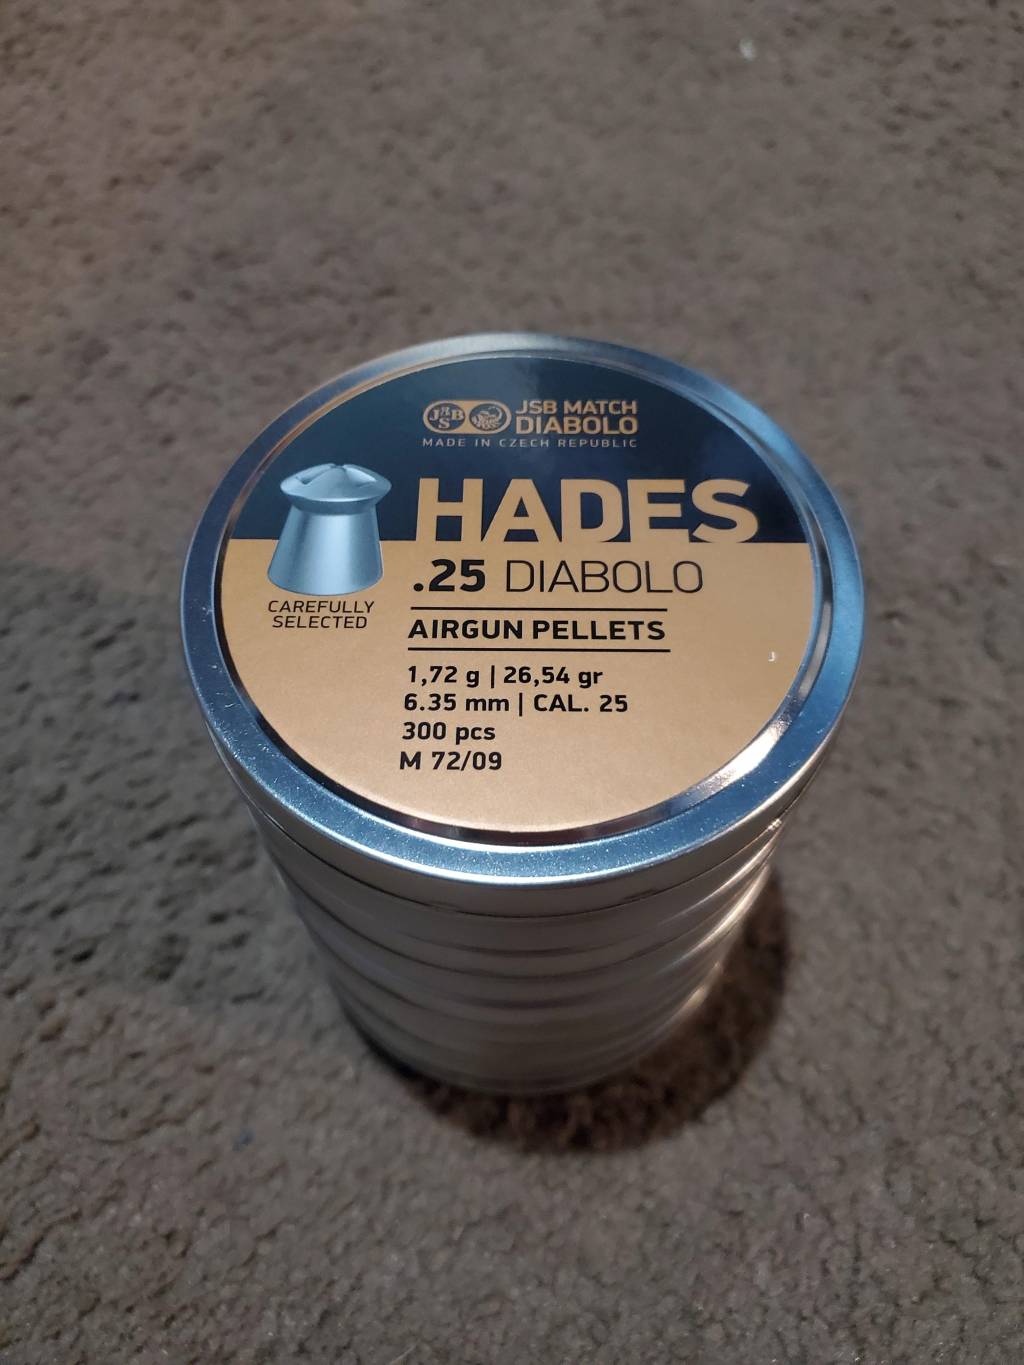 JSB
JSB MATCH
DIABOLO
MADE IN CZECH REPUBLIC
HADES
.25 DIABOLO
CAREFULLY
SELECTED
AIRGUN PELLETS
1,72 g | 26,54 gr
6.35 mm | CAL. 25
300 pcs
M 72/09